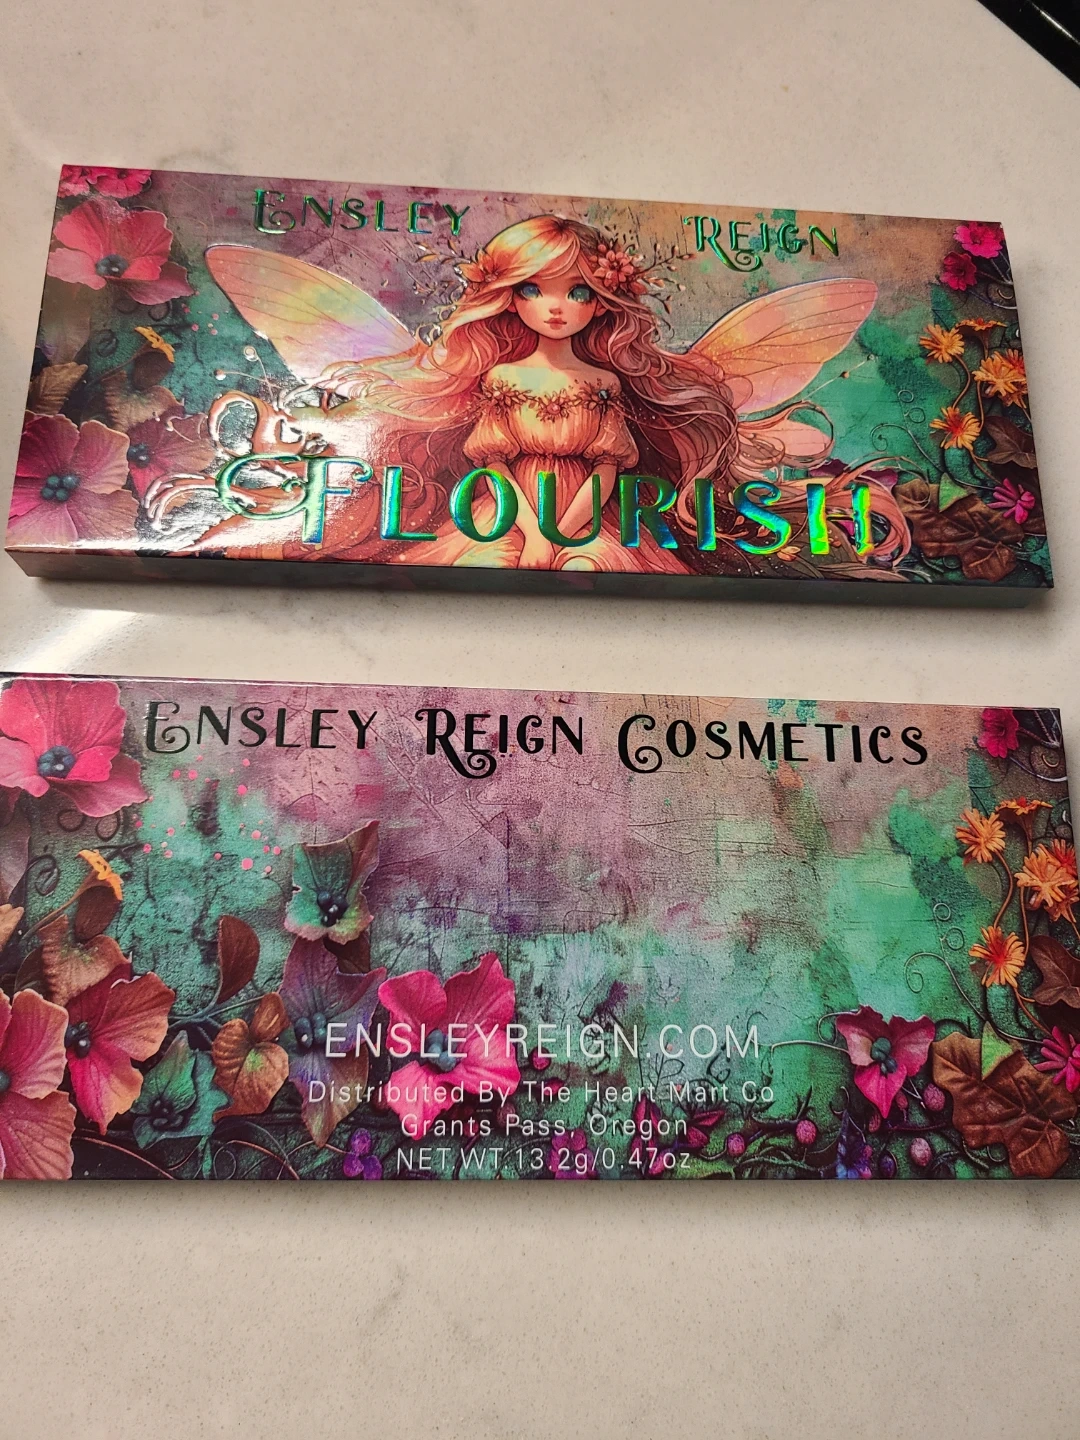 ENSLEY REIGN
FLOURISH
ENSLEY REIGN COSMETICS
ENSLEYREIGN.COM
Distributed By The Heart Mart Co
Grants Pass, Oregon
NET WT. 13.2g/0.47oz